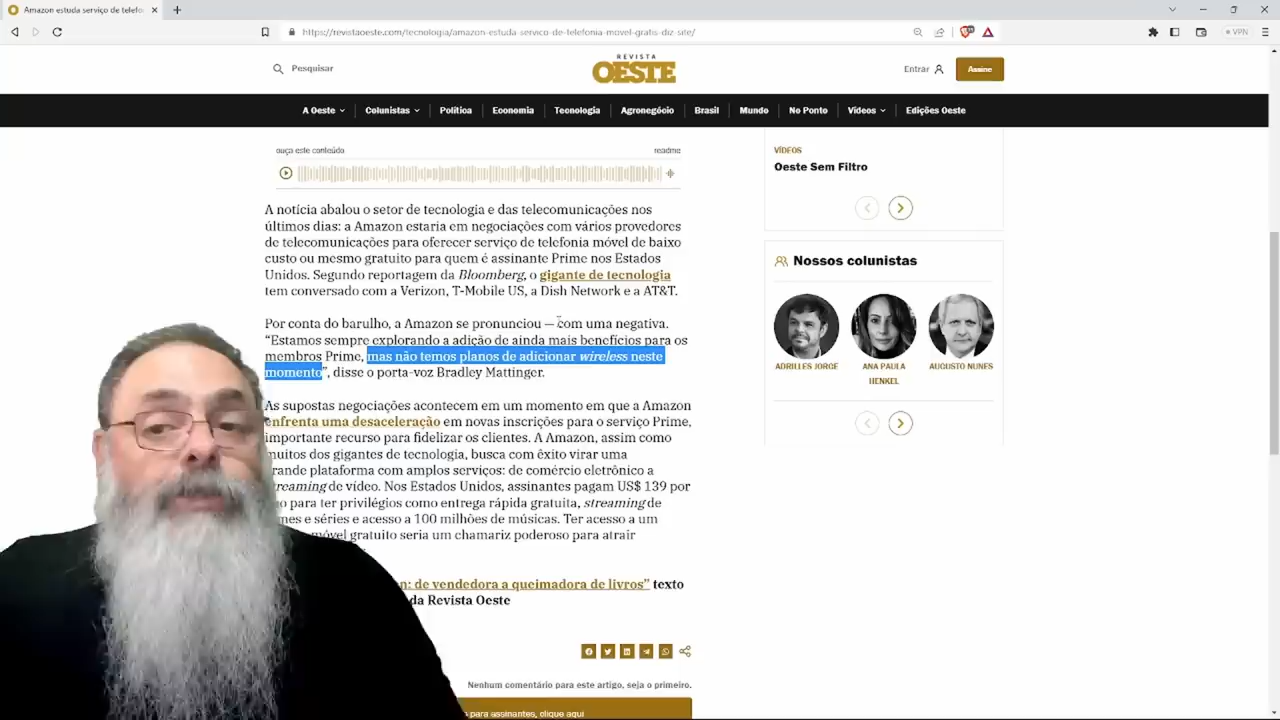 Amazon estuda serviço de telefo
https://revistaoeste.com/tecnologia/amazon-estuda-servico-de-telefonia-movel-gratis-diz-site/
VPN
Pesquisar
REVISTA
OESTE
Entrar
Assine
A Oeste
Colunistas
Política
Economia
Tecnologia
Agronegócio
Brasil
Mundo
No Ponto
Vídeos
Edições Oeste
ouça este conteúdo
readme
A notícia abalou o setor de tecnologia e das telecomunicações nos
últimos dias: a Amazon estaria em negociações com vários provedores
de telecomunicações para oferecer serviço de telefonia móvel de baixo
custo ou mesmo gratuito para quem é assinante Prime nos Estados
Unidos. Segundo reportagem da Bloomberg, o gigante de tecnologia
tem conversado com a Verizon, T-Mobile US, a Dish Network e a AT&T.
Por conta do barulho, a Amazon se pronunciou — com uma negativa.
“Estamos sempre explorando a adição de ainda mais benefícios para os
membros Prime, mas não temos planos de adicionar wireless neste
momento”, disse o porta-voz Bradley Mattinger.
As supostas negociações acontecem em um momento em que a Amazon
enfrenta uma desaceleração em novas inscrições para o serviço Prime,
importante recurso para fidelizar os clientes. A Amazon, assim como
muitos dos gigantes de tecnologia, busca com êxito virar uma
grande plataforma com amplos serviços: de comércio eletrônico a
streaming de vídeo. Nos Estados Unidos, assinantes pagam US$ 139 por
para ter privilégios como entrega rápida gratuita, streaming de
e séries e acesso a 100 milhões de músicas. Ter acesso a um
móvel gratuito seria um chamariz poderoso para atrair
de vendedora a queimadora de livros” texto
da Revista Oeste
Nenhum comentário para este artigo, seja o primeiro.
para assinantes, clique aqui
VÍDEOS
Oeste Sem Filtro
Nossos colunistas
ADRILLES JORGE
ANA PAULA
HENKEL
AUGUSTO NUNES